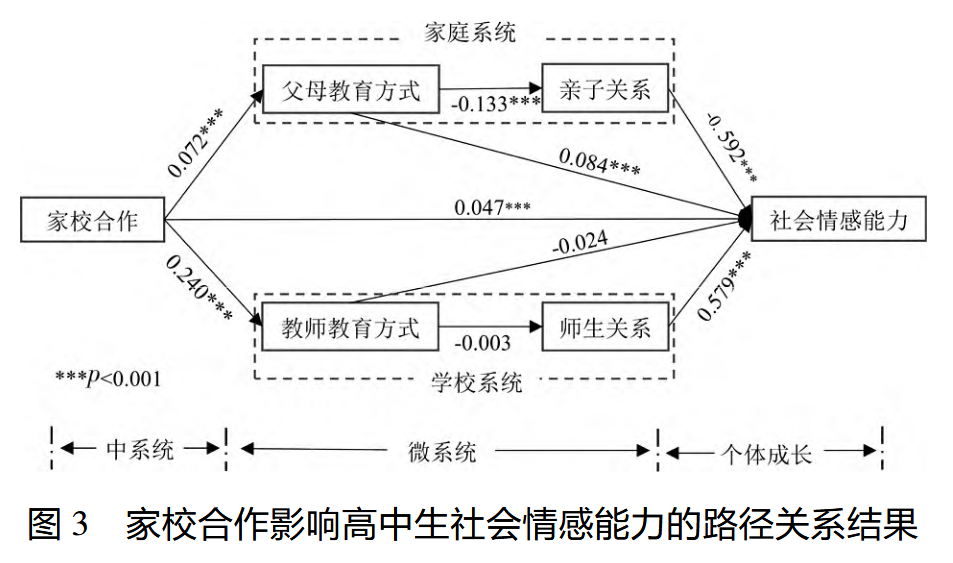 家庭系统
父母教育方式
-0.133***
亲子关系
0.072***
0.084***
-0.592***
家校合作
0.047***
社会情感能力
-0.024
0.240***
0.579***
教师教育方式
-0.003
师生关系
学校系统
***p<0.001
中系统
微系统
个体成长
图 3 家校合作影响高中生社会情感能力的路径关系结果